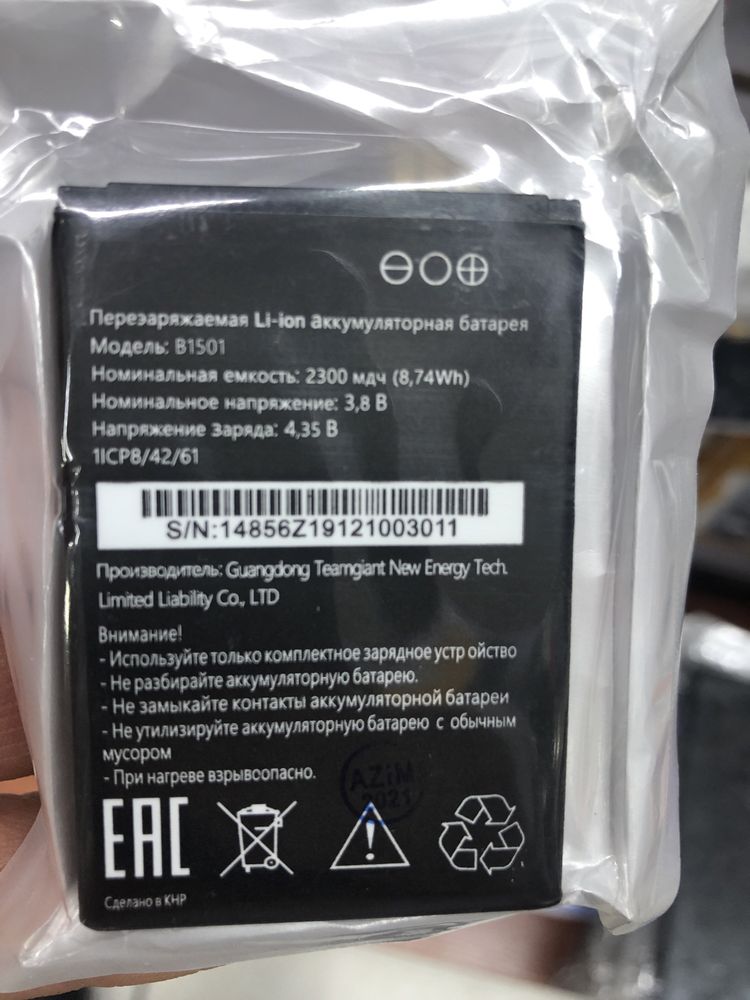 Перезаряжаемая Li-ion аккумуляторная батарея
Модель: B1501
Номинальная емкость: 2300 мдч (8,74Wh)
Номинальное напряжение: 3,8 В
Напряжение Заряда: 4,35 В
1ICP8/42/61
S/N:14856Z19121003011
Производитель: Guangdong Teamgiant New Energy Tech.
Limited Liability Co., LTD
Внимание!
- Используйте только комплектное зарядное устр ойство
- Не разбирайте аккумуляторную батарею.
- Не замыкайте контакты аккумуляторной батареи
- Не утилизируйте аккумуляторную батарею с обычным
мусором
- При нагреве взрывоопасно.
AZiM
2021
EAC
Сделано в КНР